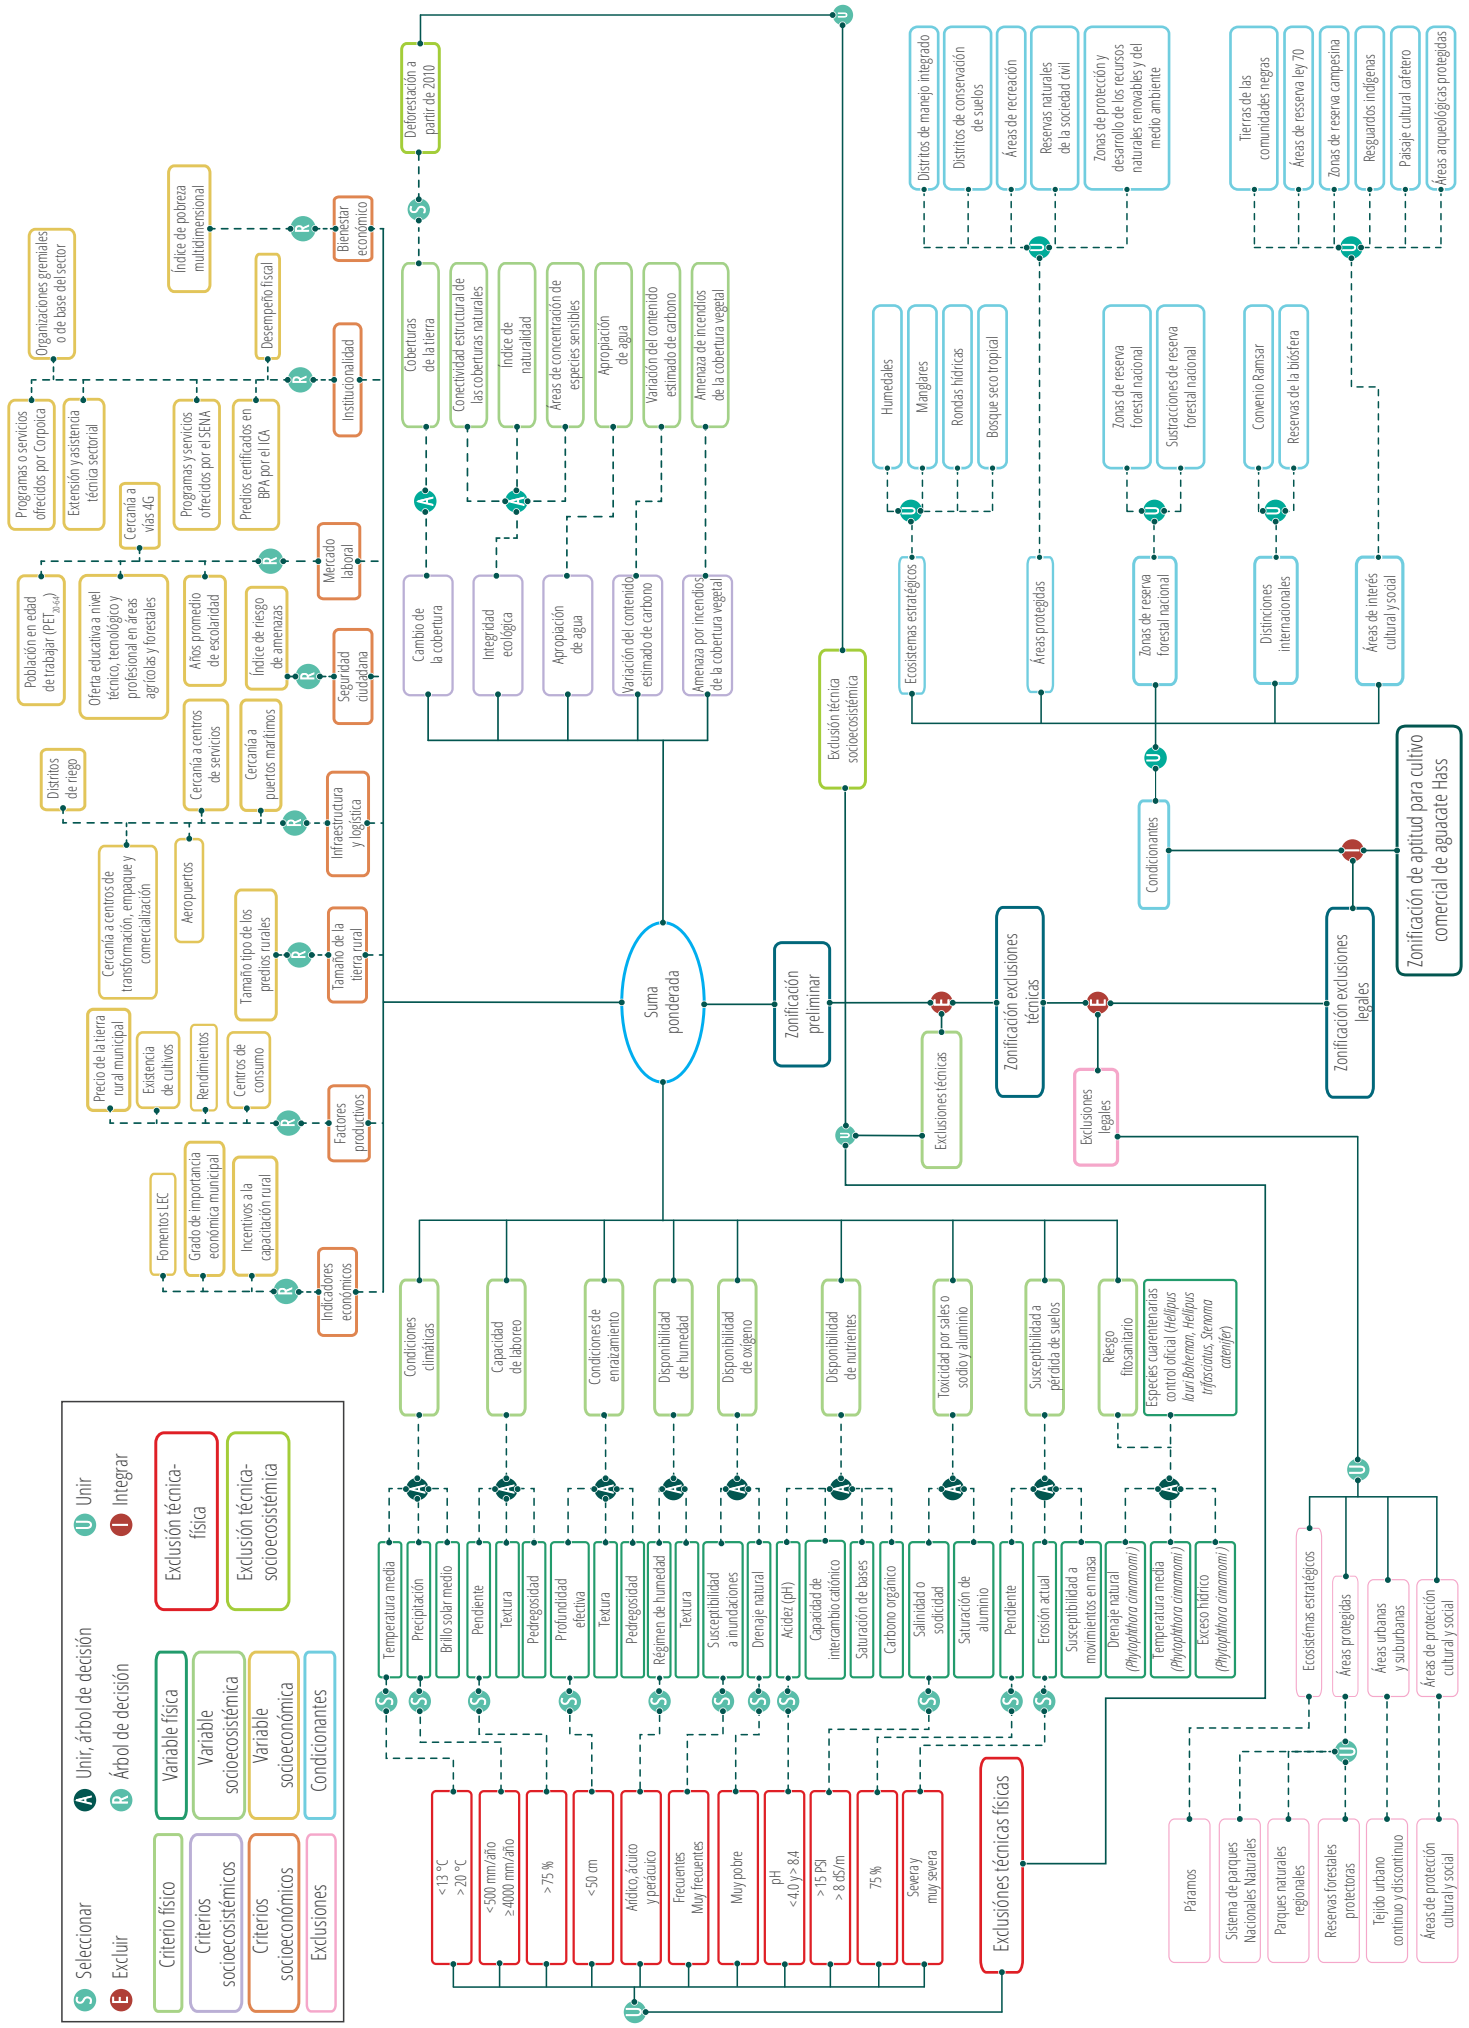 S Seleccionar
E Excluir
A Unir, árbol de decisión
R Árbol de decisión
U Unir
I Integrar
Criterio físico
Criterios
socioecosistémicos
Criterios
socioeconómicos
Exclusiones
Variable física
Variable
socioecosistémica
Variable
socioeconómica
Condicionantes
Exclusión técnica-
física
Exclusión técnica-
socioecosistémica
Fomentos LEC
Grado de importancia
económica municipal
Incentivos a la
capacitación rural
R
Indicadores
económicos
Precio de la tierra
rural municipal
Existencia
de cultivos
Rendimientos
Centros de
consumo
R
Factores
productivos
Tamaño tipo de los
predios rurales
R
Tamaño de la
tierra rural
Distritos
de riego
Cercanía a centros de
transformación, empaque y
comercialización
Aeropuertos
Cercanía a centros
de servicios
Cercanía a
puertos marítimos
R
Infraestructura
y logística
Índice de riesgo
de amenazas
R
Seguridad
ciudadana
Población en edad
de trabajar (PET20-64)
Oferta educativa a nivel
técnico, tecnológico y
profesional en áreas
agrícolas y forestales
Años promedio
de escolaridad
Cercanía a
vías 4G
R
Mercado
laboral
Programas o servicios
ofrecidos por Corpoica
Extensión y asistencia
técnica sectorial
Programas y servicios
ofrecidos por el SENA
Predios certificados en
BPA por el ICA
Organizaciones gremiales
o de base del sector
Desempeño fiscal
R
Institucionalidad
Índice de pobreza
multidimensional
R
Bienestar
económico
Suma
ponderada
Zonificación
preliminar
E
Zonificación exclusiones
técnicas
E
Zonificación exclusiones
legales
I
Zonificación de aptitud para cultivo
comercial de aguacate Hass
Cambio de
la cobertura
Integridad
ecológica
Apropiación
de agua
Variación del contenido
estimado de carbono
Amenaza por incendios
de la cobertura vegetal
A
A
Coberturas
de la tierra
Conectividad estructural de
las coberturas naturales
Índice de
naturalidad
Áreas de concentración de
especies sensibles
Apropiación
de agua
Variación del contenido
estimado de carbono
Amenaza de incendios
de la cobertura vegetal
S
Deforestación a
partir de 2010
U
Exclusión técnica
socioecosistémica
U
Exclusiones técnicas
Exclusiones
legales
Condicionantes
U
Ecosistemas estratégicos
Áreas protegidas
Zonas de reserva
forestal nacional
Distinciones
internacionales
Áreas de interés
cultural y social
U
Humedales
Manglares
Rondas hídricas
Bosque seco tropical
U
Distritos de manejo integrado
Distritos de conservación
de suelos
Áreas de recreación
Reservas naturales
de la sociedad civil
Zonas de protección y
desarrollo de los recursos
naturales renovables y del
medio ambiente
U
Zonas de reserva
forestal nacional
Sustracciones de reserva
forestal nacional
U
Convenio Ramsar
Reservas de la biósfera
U
Tierras de las
comunidades negras
Áreas de resserva ley 70
Zonas de reserva campesina
Resguardos indígenas
Paisaje cultural cafetero
Áreas arqueológicas protegidas
Condiciones
climáticas
Capacidad
de laboreo
Condiciones de
enraizamiento
Disponibilidad
de humedad
Disponibilidad
de oxígeno
Disponibilidad
de nutrientes
Toxicidad por sales o
sodio y aluminio
Susceptibilidad a
pérdida de suelos
Riesgo
fitosanitario
Especies cuarentenarias
control oficial (Hellipus
lauri Boheman, Hellipus
trifasciatus, Stenoma
catenifer)
A
A
A
A
A
A
A
A
A
Temperatura media
Precipitación
Brillo solar medio
Pendiente
Textura
Pedregosidad
Profundidad
efectiva
Textura
Pedregosidad
Régimen de humedad
Textura
Susceptibilidad
a inundaciones
Drenaje natural
Acidez (pH)
Capacidad de
intercambio catiónico
Saturación de bases
Carbono orgánico
Salinidad o
sodicidad
Saturación de
aluminio
Pendiente
Erosión actual
Susceptibilidad a
movimientos en masa
Drenaje natural
(Phytophthora cinnamomi)
Temperatura media
(Phytophthora cinnamomi)
Exceso hídrico
(Phytophthora cinnamomi)
S
S
S
S
S
S
S
S
S
S
S
< 13 °C
> 20 °C
<500 mm/año
≥ 4000 mm/año
> 75 %
< 50 cm
Arídico, ácuico
y perácuico
Frecuentes
Muy frecuentes
Muy pobre
pH
< 4.0 y > 8.4
> 15 PSI
> 8 dS/m
75 %
Severa y
muy severa
U
Exclusiónes técnicas físicas
U
Ecosistémas estratégicos
Áreas protegidas
Áreas urbanas
y suburbanas
Áreas de protección
cultural y social
U
Páramos
Sistema de parques
Nacionales Naturales
Parques naturales
regionales
Reservas forestales
protectoras
Tejido urbano
continuo y discontinuo
Áreas de protección
cultural y social